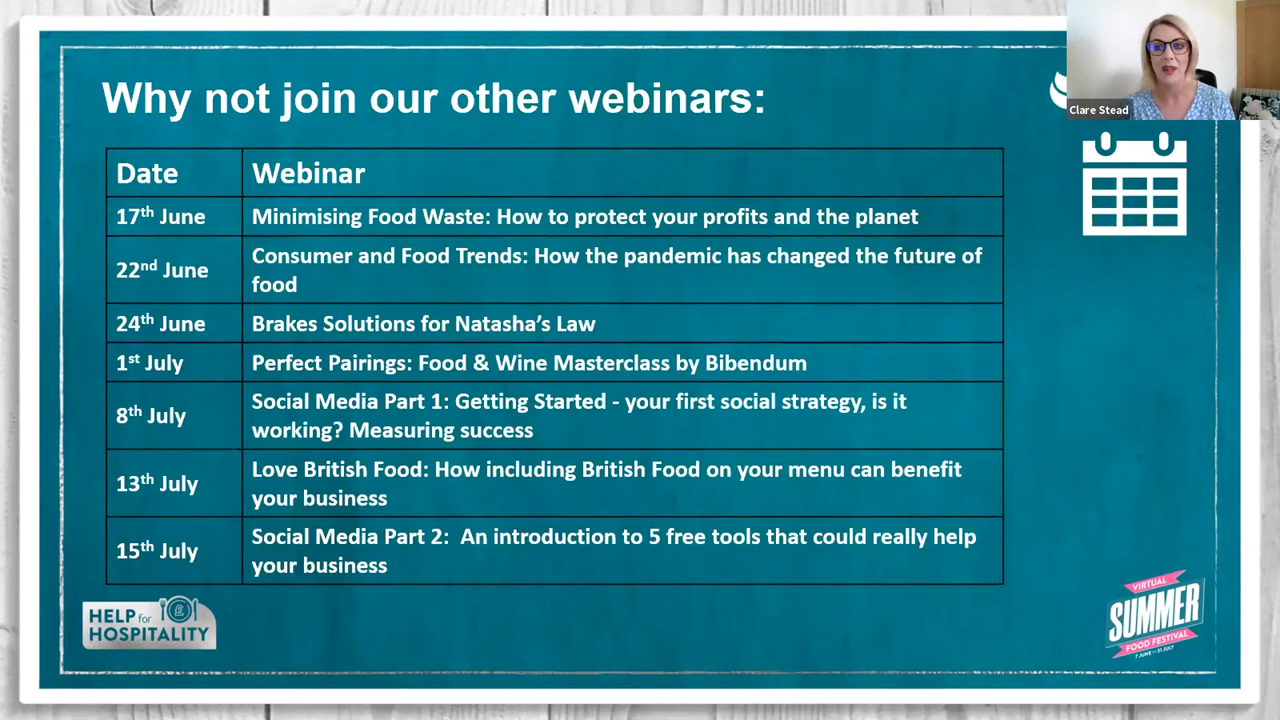 Why not join our other webinars:
Clare Stead
Date Webinar
17th June Minimising Food Waste: How to protect your profits and the planet
22nd June Consumer and Food Trends: How the pandemic has changed the future of
food
24th June Brakes Solutions for Natasha's Law
1st July Perfect Pairings: Food & Wine Masterclass by Bibendum
8th July Social Media Part 1: Getting Started - your first social strategy, is it
working? Measuring success
13th July Love British Food: How including British Food on your menu can benefit
your business
15th July Social Media Part 2:  An introduction to 5 free tools that could really help
your business
HELP for
HOSPITALITY
£
VIRTUAL
SUMMER
FOOD FESTIVAL
7 JUNE TO 31 JULY